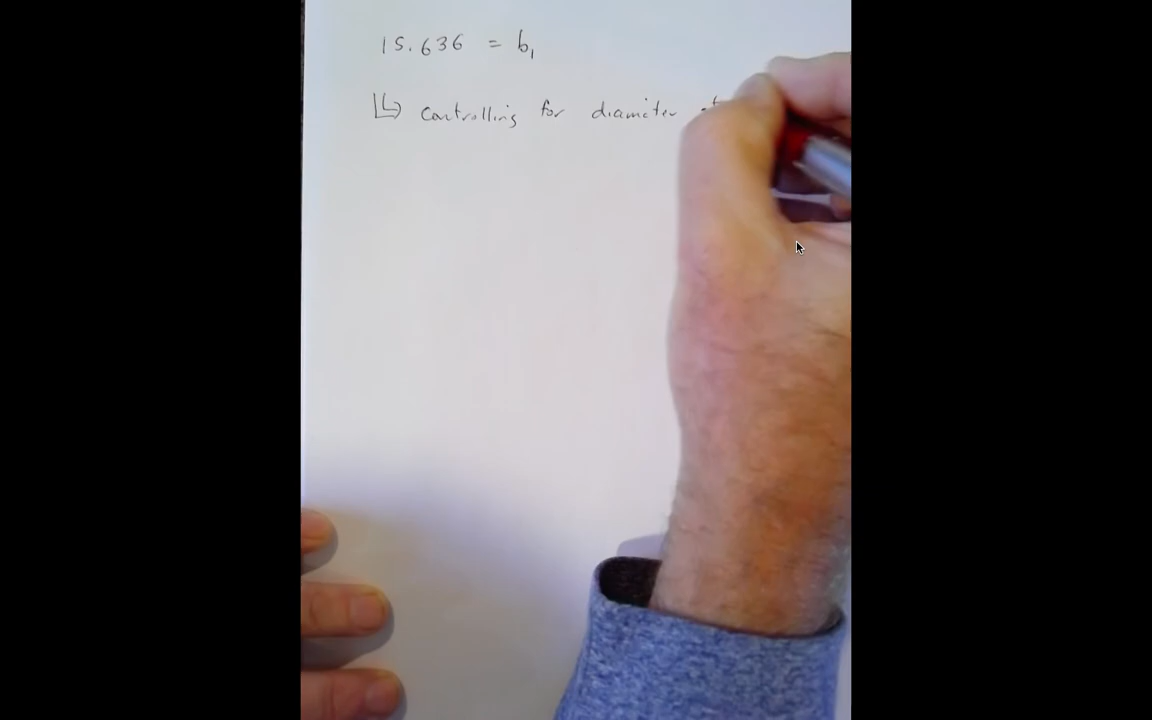 15.636 = b₁
↳ Controlling for diameter